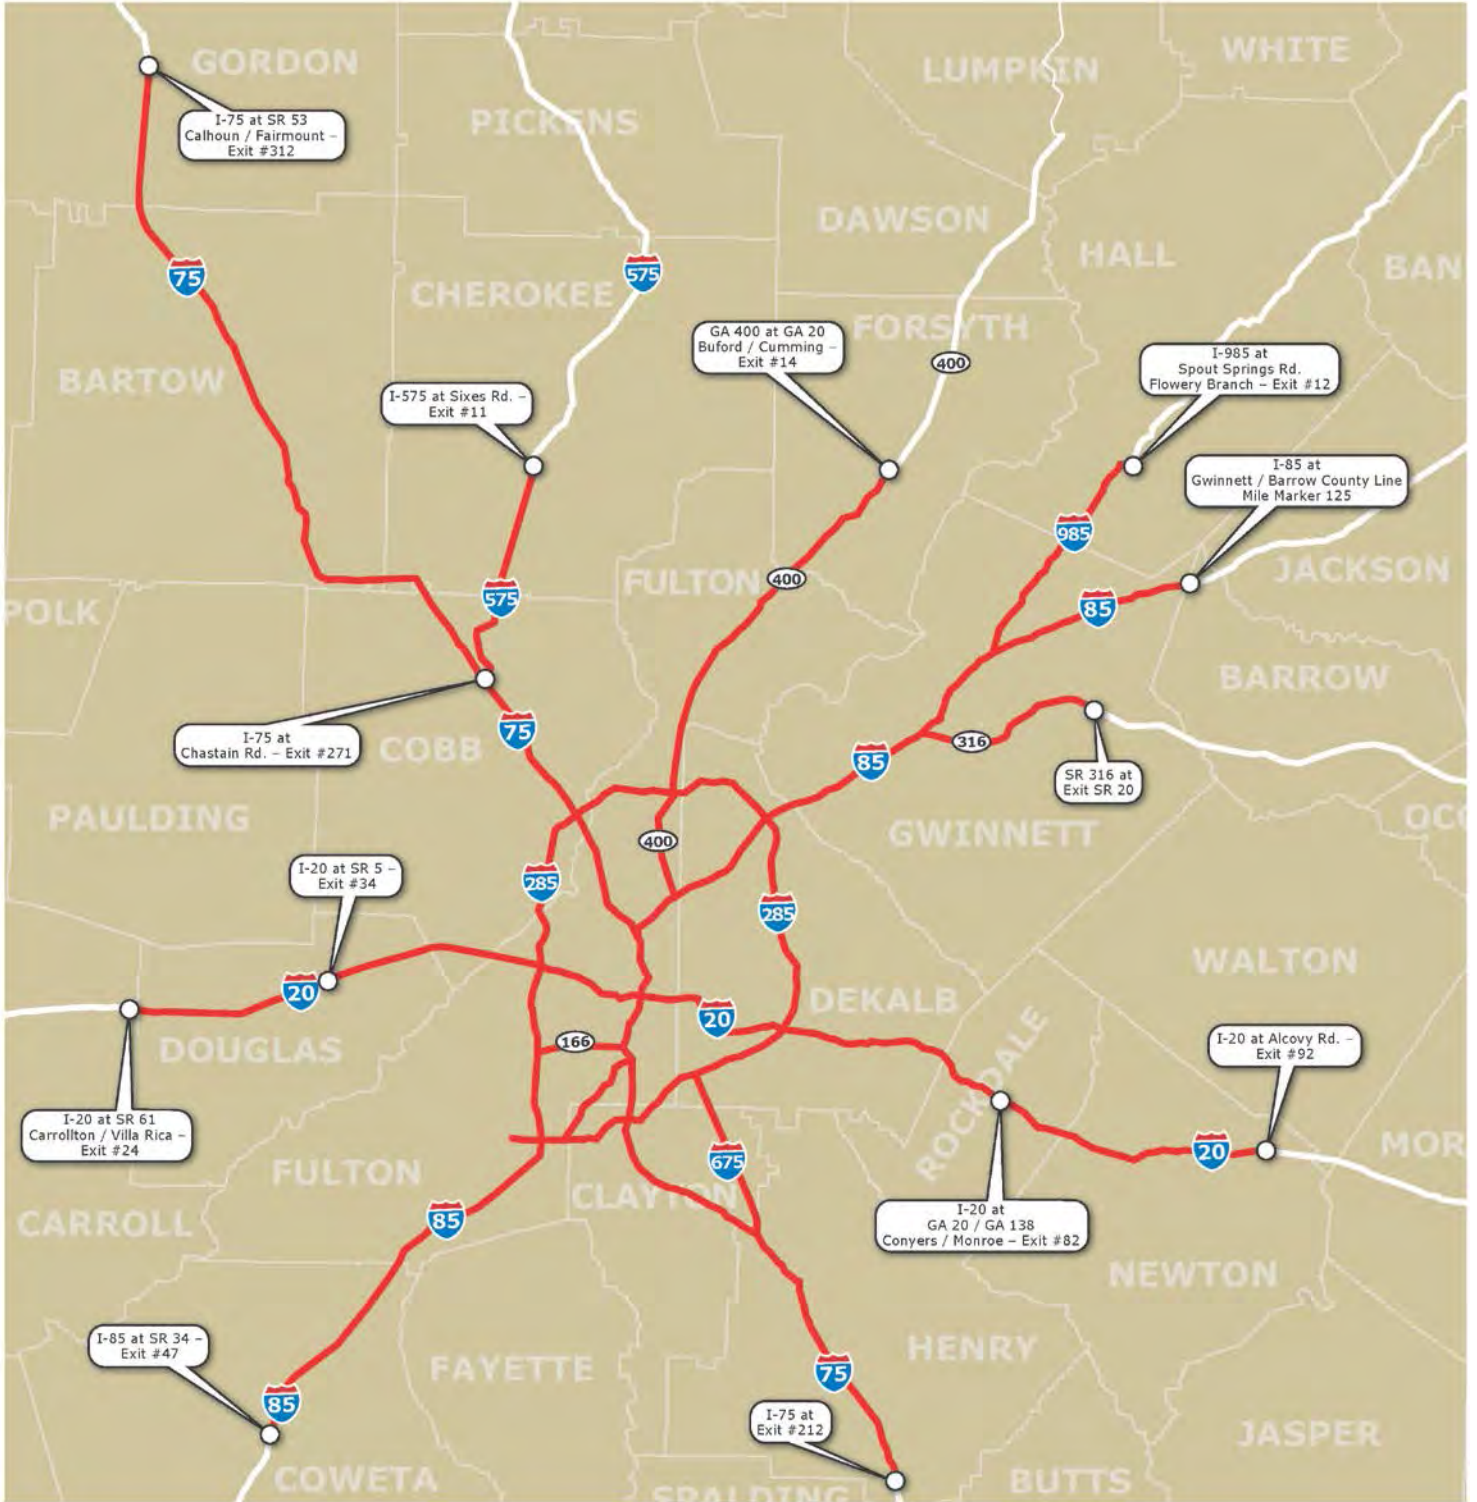 GORDON
LUMPKIN
WHITE
I-75 at SR 53
Calhoun / Fairmount –
Exit #312
PICKENS
DAWSON
HALL
BAN
75
575
CHEROKEE
FORSYTH
GA 400 at GA 20
Buford / Cumming –
Exit #14
400
I-985 at
Spout Springs Rd.
Flowery Branch – Exit #12
BARTOW
I-575 at Sixes Rd. –
Exit #11
I-85 at
Gwinnett / Barrow County Line
Mile Marker 125
985
JACKSON
FULTON
400
575
85
POLK
BARROW
I-75 at
Chastain Rd. – Exit #271
COBB
75
316
85
SR 316 at
Exit SR 20
PAULDING
GWINNETT
OCO
400
I-20 at SR 5 –
Exit #34
285
285
WALTON
20
DEKALB
20
166
DOUGLAS
ROCKDALE
I-20 at Alcovy Rd. –
Exit #92
I-20 at SR 61
Carrollton / Villa Rica –
Exit #24
675
20
MOR
FULTON
CLAYTON
CARROLL
85
I-20 at
GA 20 / GA 138
Conyers / Monroe – Exit #82
NEWTON
I-85 at SR 34 –
Exit #47
HENRY
FAYETTE
75
85
I-75 at
Exit #212
JASPER
COWETA
BUTTS
SPALDING